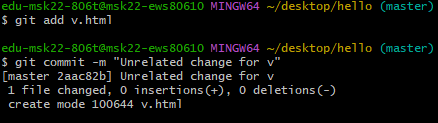 edu-msk22-806t@msk22-ews80610 MINGW64 ~/desktop/hello (master)
$ git add v.html
edu-msk22-806t@msk22-ews80610 MINGW64 ~/desktop/hello (master)
$ git commit -m "Unrelated change for v"
[master 2aac82b] Unrelated change for v"
1 file changed, 0 insertions(+), 0 deletions(-)
create mode 100644 v.html